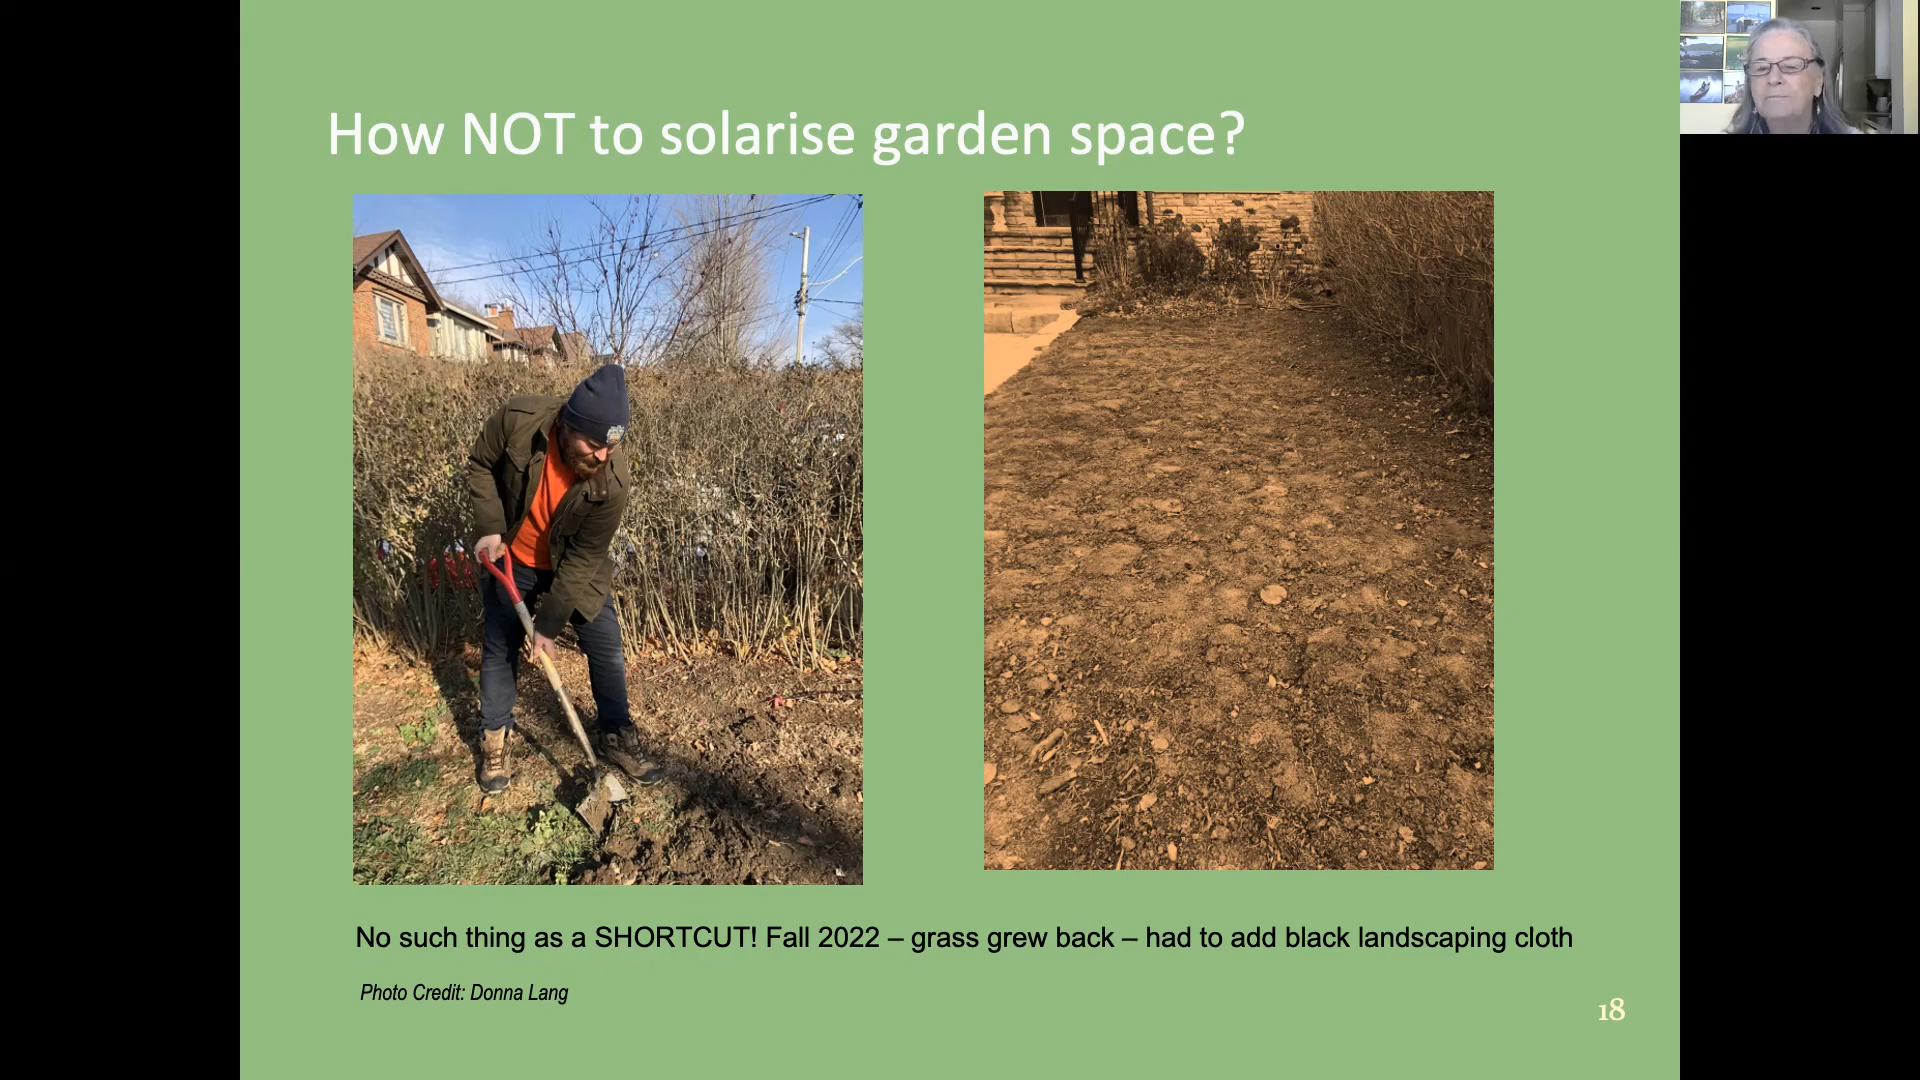 How NOT to solarise garden space?
No such thing as a SHORTCUT! Fall 2022 – grass grew back – had to add black landscaping cloth
Photo Credit: Donna Lang
18